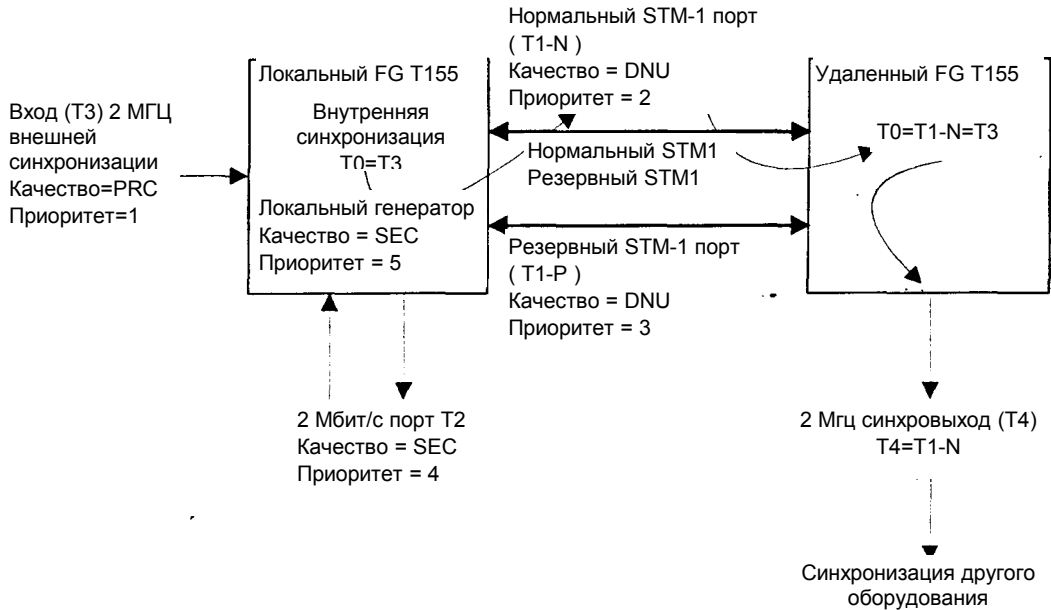 Нормальный STM-1 порт
( T1-N )
Качество = DNU
Приоритет = 2
Локальный FG T155
Удаленный FG T155
Вход (Т3) 2 МГЦ
внешней
синхронизации
Качество=PRC
Приоритет=1
Внутренняя
синхронизация
T0=T3
T0=T1-N=T3
Нормальный STM1
Резервный STM1
Локальный генератор
Качество = SEC
Приоритет = 5
Резервный STM-1 порт
( T1-P )
Качество = DNU
Приоритет = 3
2 Мбит/с порт Т2
Качество = SEC
Приоритет = 4
2 Мгц синхровыход (Т4)
T4=T1-N
Синхронизация другого
оборудования